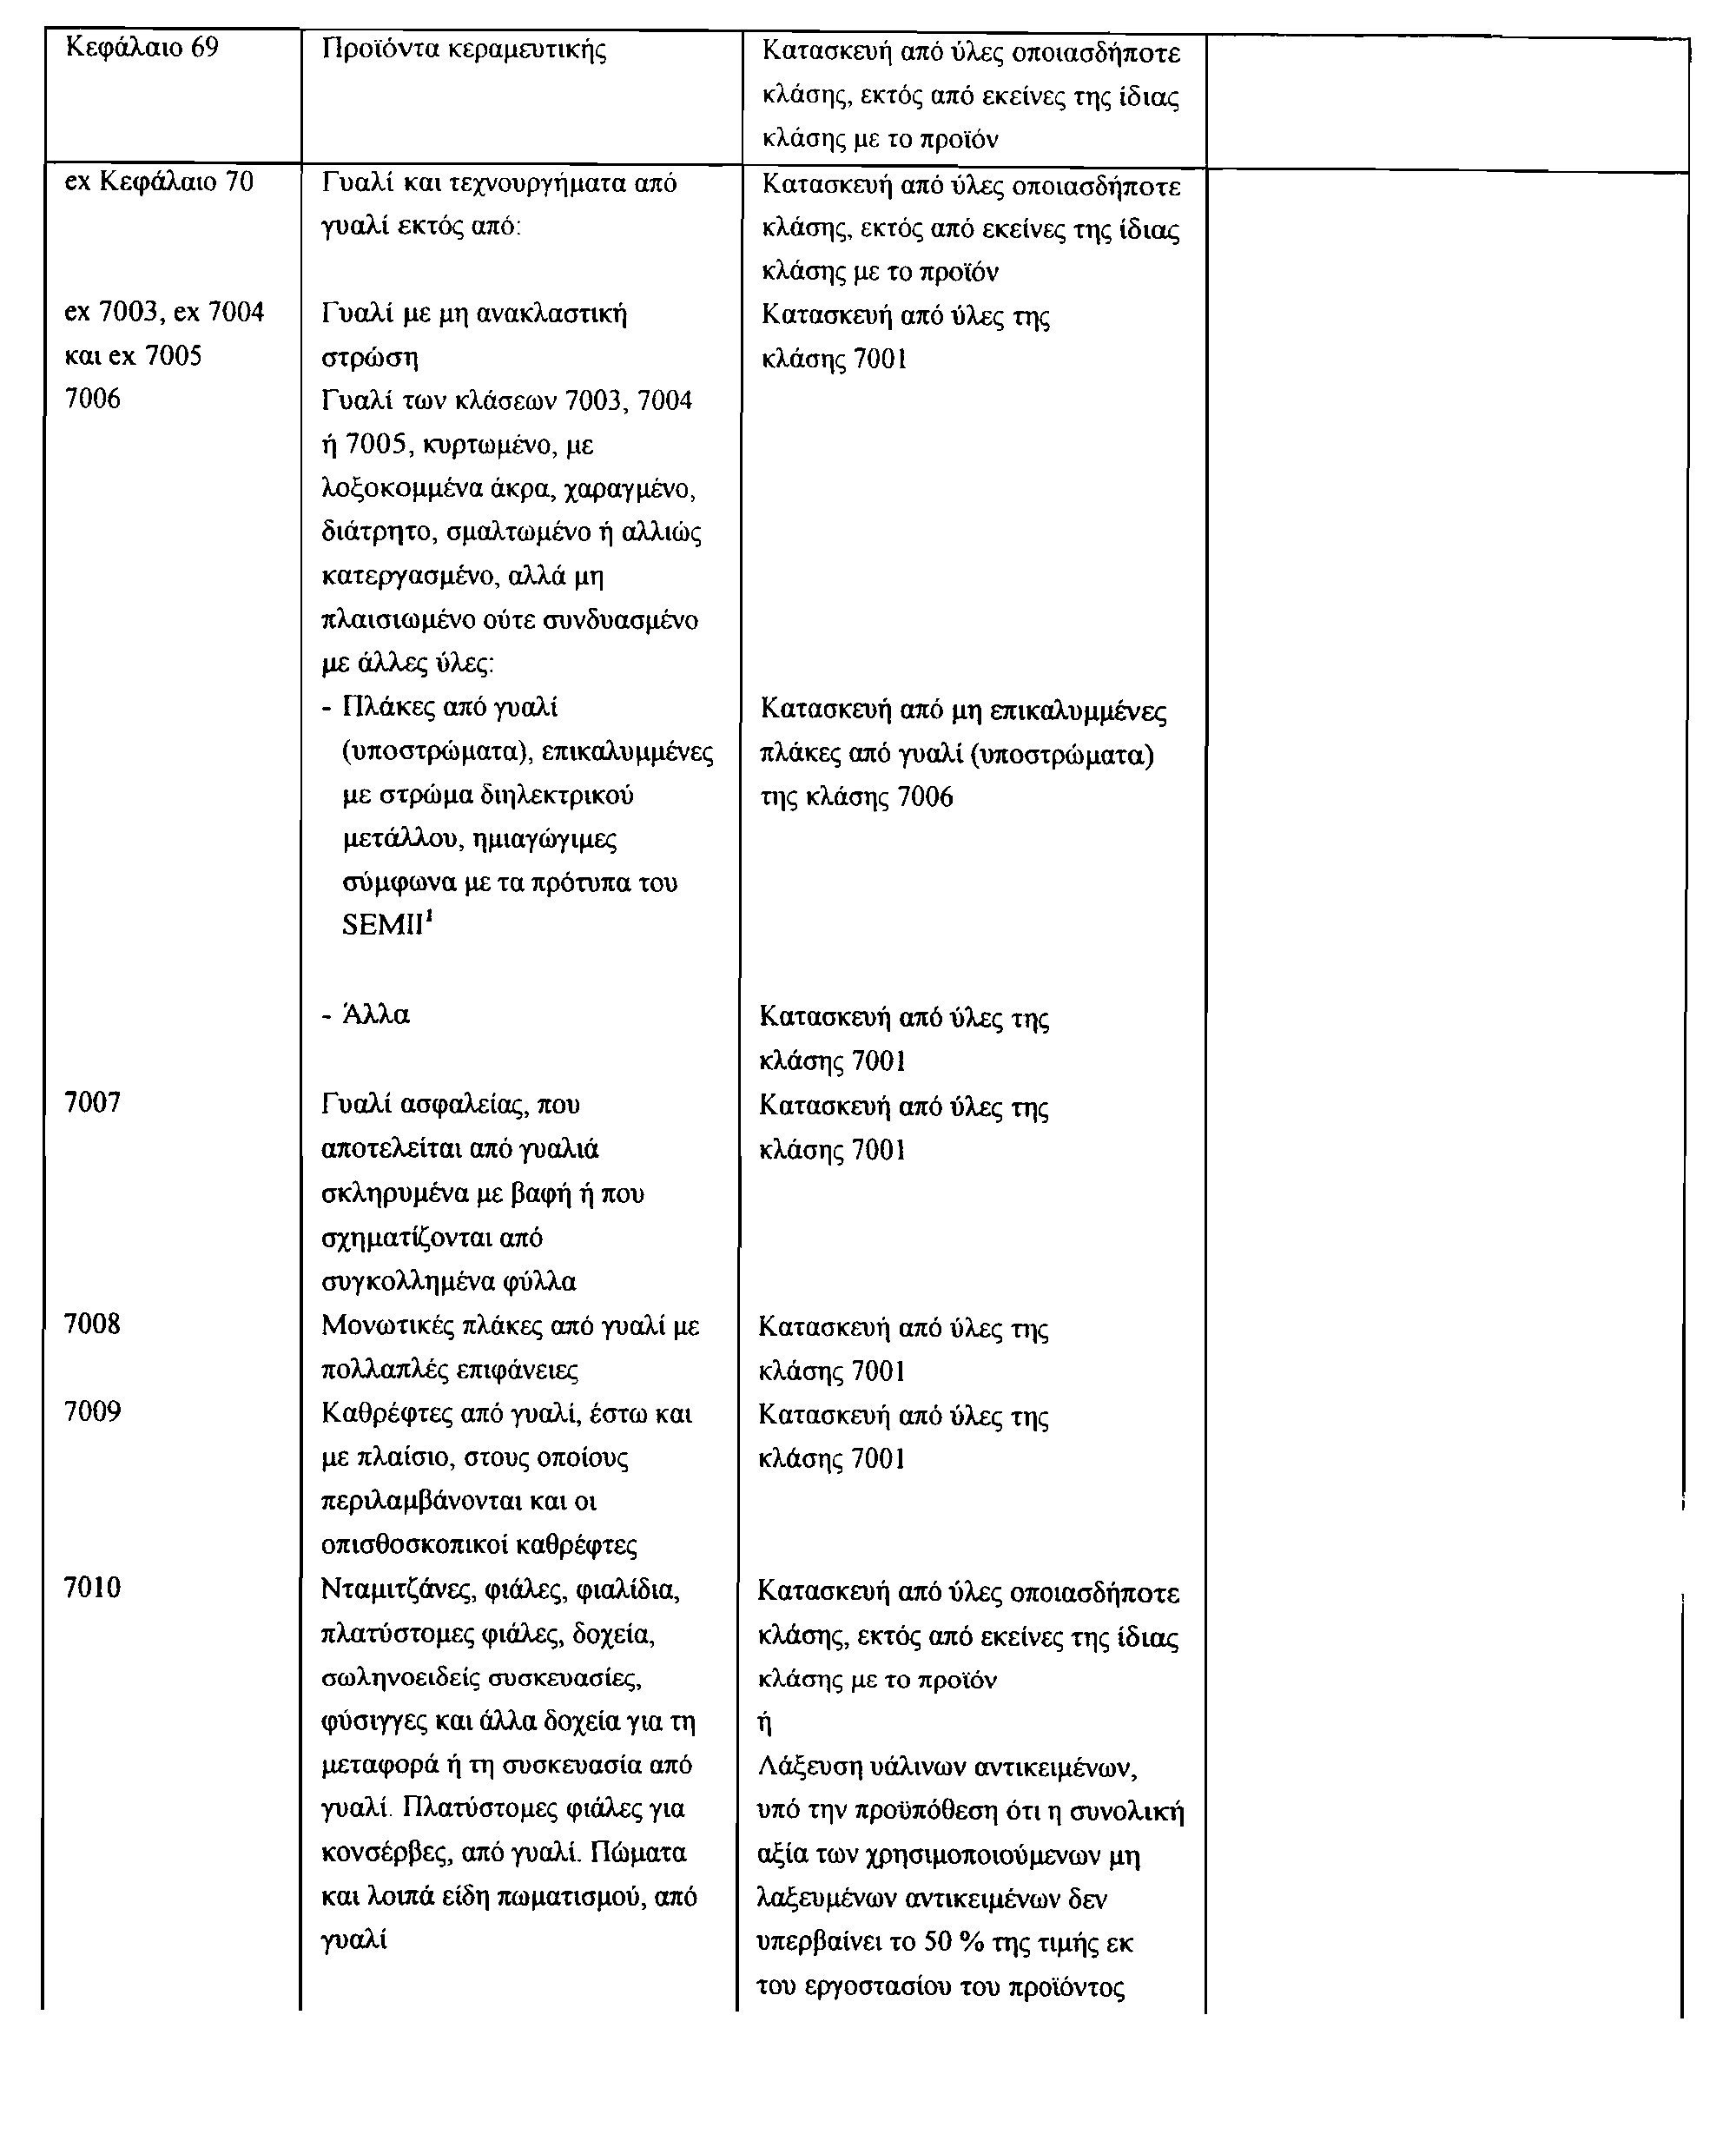 Κεφάλαιο 69
Προϊόντα κεραμευτικής
Κατασκευή από ύλες οποιασδήποτε
κλάσης, εκτός από εκείνες της ίδιας
κλάσης με το προϊόν
ex Κεφάλαιο 70
Γυαλί και τεχνουργήματα από
γυαλί εκτός από:
Κατασκευή από ύλες οποιασδήποτε
κλάσης, εκτός από εκείνες της ίδιας
κλάσης με το προϊόν
ex 7003, ex 7004
και ex 7005
Γυαλί με μη ανακλαστική
στρώση
Κατασκευή από ύλες της
κλάσης 7001
7006
Γυαλί των κλάσεων 7003, 7004
ή 7005, κυρτωμένο, με
λοξοκομμένα άκρα, χαραγμένο,
διάτρητο, σμαλτωμένο ή αλλιώς
κατεργασμένο, αλλά μη
πλαισιωμένο ούτε συνδυασμένο
με άλλες ύλες:
- Πλάκες από γυαλί
(υποστρώματα), επικαλυμμένες
με στρώμα διηλεκτρικού
μετάλλου, ημιαγώγιμες
σύμφωνα με τα πρότυπα του
SEMII¹
Κατασκευή από μη επικαλυμμένες
πλάκες από γυαλί (υποστρώματα)
της κλάσης 7006
- Άλλα
Κατασκευή από ύλες της
κλάσης 7001
7007
Γυαλί ασφαλείας, που
αποτελείται από γυαλιά
σκληρυμένα με βαφή ή που
σχηματίζονται από
συγκολλημένα φύλλα
Κατασκευή από ύλες της
κλάσης 7001
7008
Μονωτικές πλάκες από γυαλί με
πολλαπλές επιφάνειες
Κατασκευή από ύλες της
κλάσης 7001
7009
Καθρέφτες από γυαλί, έστω και
με πλαίσιο, στους οποίους
περιλαμβάνονται και οι
οπισθοσκοπικοί καθρέφτες
Κατασκευή από ύλες της
κλάσης 7001
7010
Νταμιτζάνες, φιάλες, φιαλίδια,
πλατύστομες φιάλες, δοχεία,
σωληνοειδείς συσκευασίες,
φύσιγγες και άλλα δοχεία για τη
μεταφορά ή τη συσκευασία από
γυαλί. Πλατύστομες φιάλες για
κονσέρβες, από γυαλί. Πώματα
και λοιπά είδη πωματισμού, από
γυαλί
Κατασκευή από ύλες οποιασδήποτε
κλάσης, εκτός από εκείνες της ίδιας
κλάσης με το προϊόν
ή
Λάξευση υάλινων αντικειμένων,
υπό την προϋπόθεση ότι η συνολική
αξία των χρησιμοποιούμενων μη
λαξευμένων αντικειμένων δεν
υπερβαίνει το 50 % της τιμής εκ
του εργοστασίου του προϊόντος